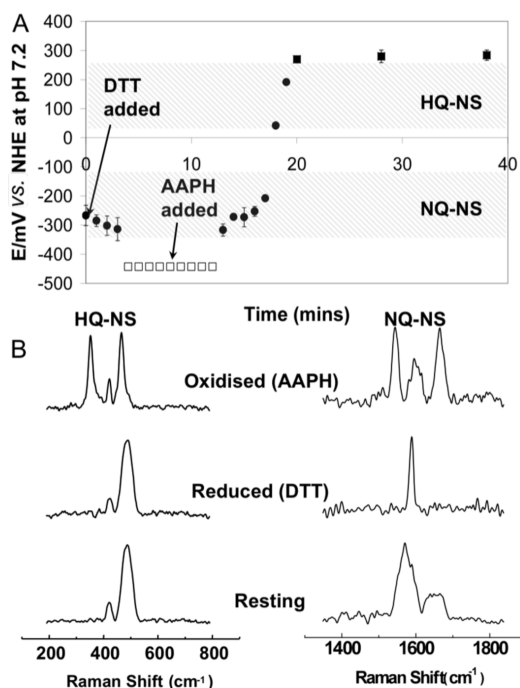 A
400
300
200
100
0
-100
-200
-300
-400
-500
E/mV vs. NHE at pH 7.2
DTT
added
HQ-NS
0 10 20 30 40
AAPH
added
NQ-NS
Time (mins)
B
HQ-NS
NQ-NS
Oxidised (AAPH)
Reduced (DTT)
Resting
200 400 600 800
1400 1600 1800
Raman Shift (cm-1)
Raman Shift(cm-1)